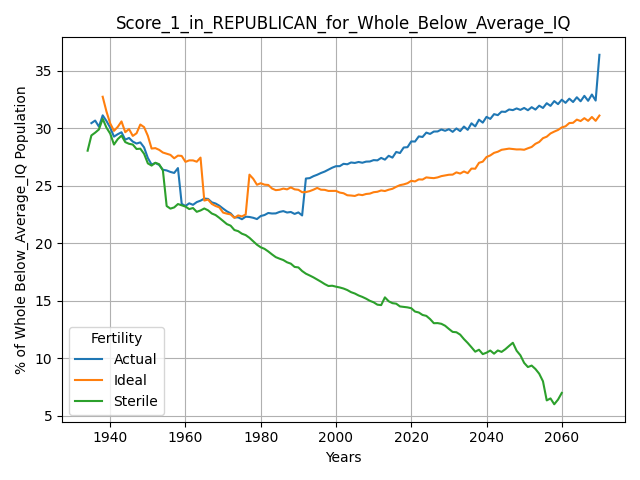 Score_1_in_REPUBLICAN_for_Whole_Below_Average_IQ
% of Whole Below_Average_IQ Population
35
30
25
20
15
10
5
Fertility
Actual
Ideal
Sterile
1940 1960 1980 2000 2020 2040 2060
Years